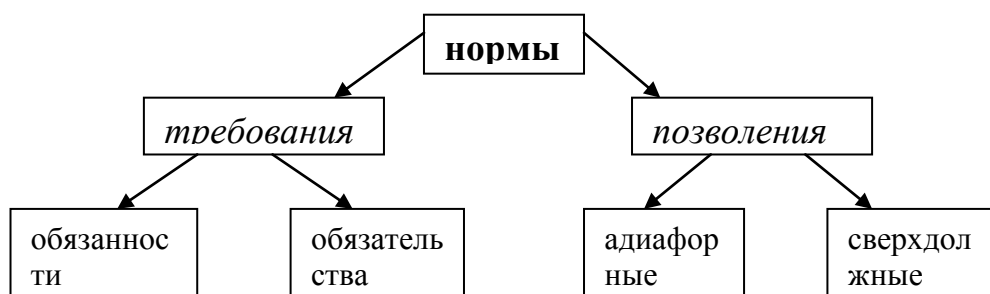 нормы
требования
позволения
обязаннос
ти
обязатель
ства
адиафор
ные
сверхдол
жные